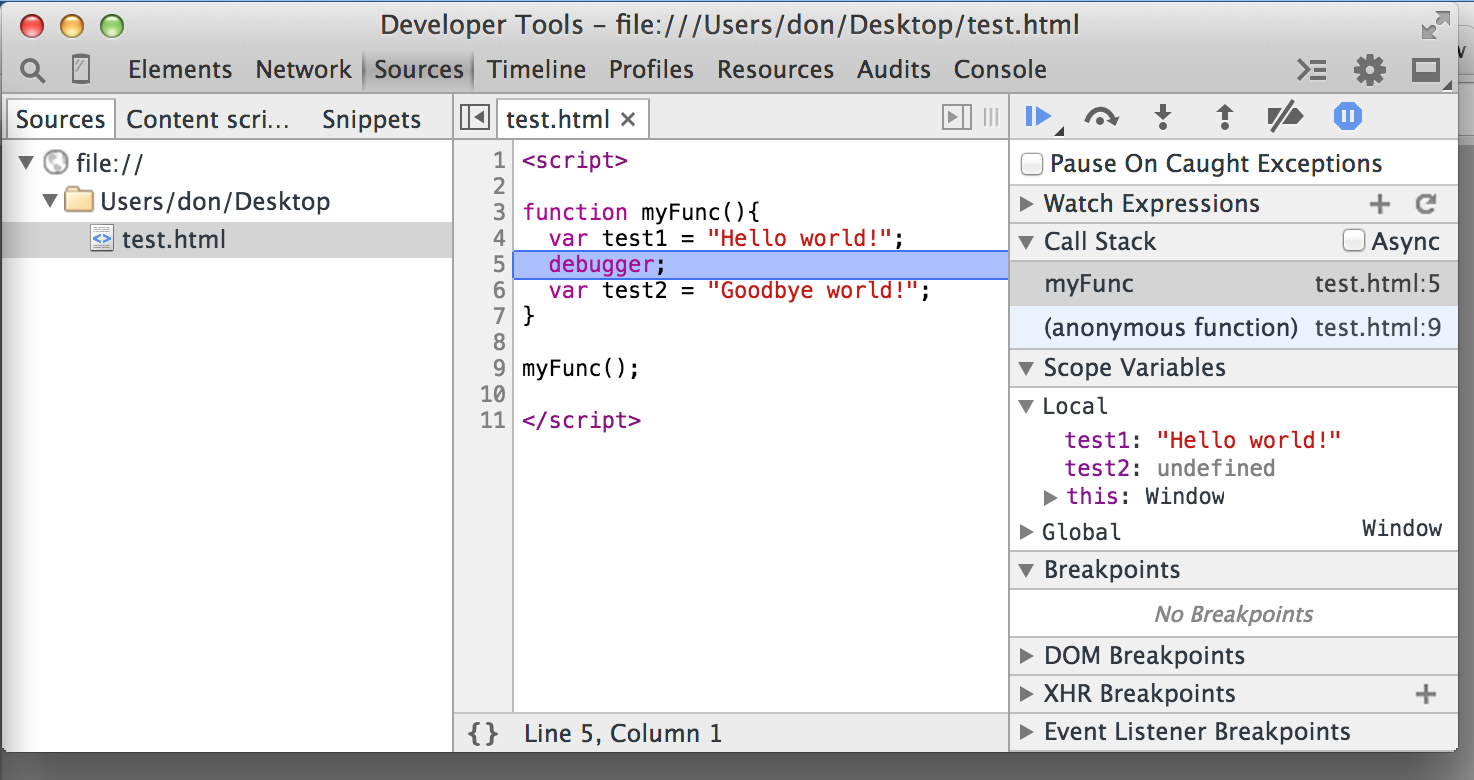 Developer Tools – file:///Users/don/Desktop/test.html
Elements Network Sources Timeline Profiles Resources Audits Console
Sources Content scri... Snippets
file://
Users/don/Desktop
test.html
test.html ×
1 <script>
2
3 function myFunc(){
4 var test1 = "Hello world!";
5 debugger;
6 var test2 = "Goodbye world!";
7 }
8
9 myFunc();
10
11 </script>
{} Line 5, Column 1
Pause On Caught Exceptions
Watch Expressions
Call Stack Async
myFunc test.html:5
(anonymous function) test.html:9
Scope Variables
Local
test1: "Hello world!"
test2: undefined
this: Window
Global Window
Breakpoints
No Breakpoints
DOM Breakpoints
XHR Breakpoints
Event Listener Breakpoints